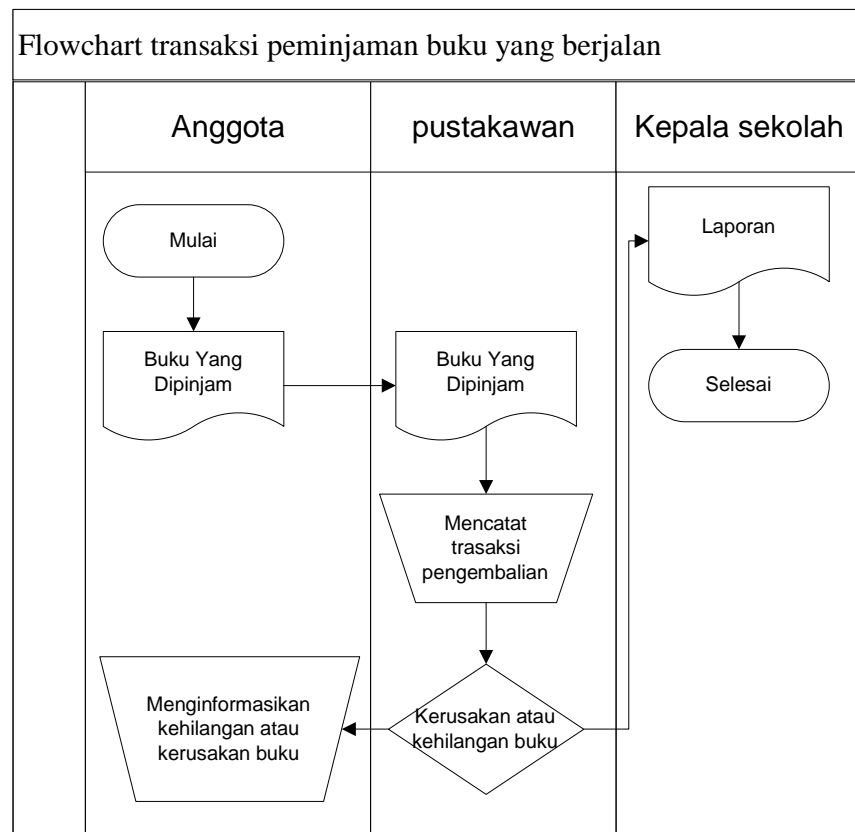 Flowchart transaksi peminjaman buku yang berjalan
Anggota
pustakawan
Kepala sekolah
Mulai
Laporan
Buku Yang
Dipinjam
Buku Yang
Dipinjam
Selesai
Mencatat
trasaksi
pengembalian
Menginformasikan
kehilangan atau
kerusakan buku
Kerusakan atau
kehilangan buku